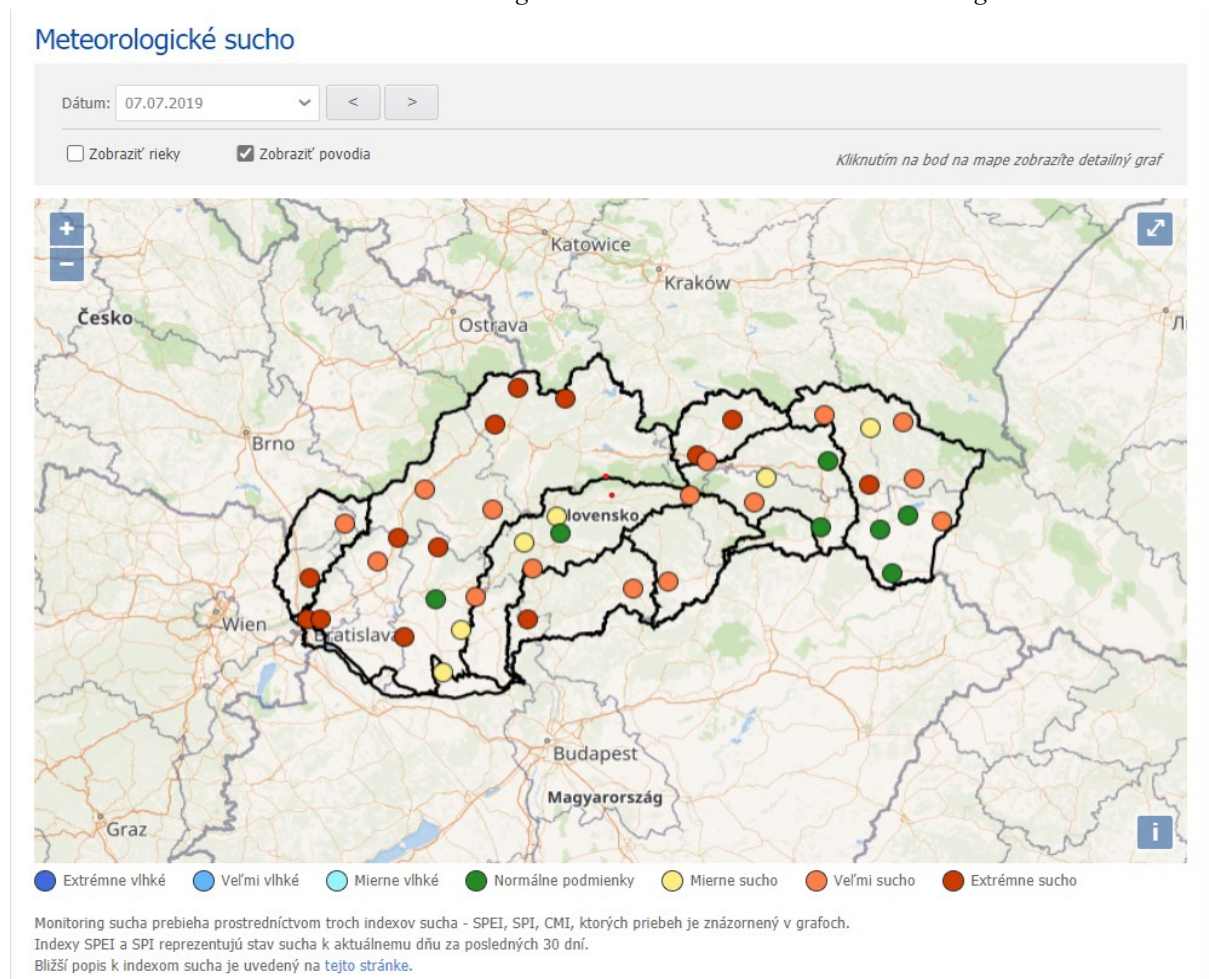 Meteorologické sucho
Dátum: 07.07.2019 < >
Zobraziť rieky Zobraziť povodia
Kliknutím na bod na mape zobrazíte detailný graf
+
−
Katowice
Kraków
Česko
Ostrava
Brno
lovensko
Wien
Bratislava
Budapest
Magyarország
Graz
i
Extrémne vlhké Veľmi vlhké Mierne vlhké Normálne podmienky Mierne sucho Veľmi sucho Extrémne sucho
Monitoring sucha prebieha prostredníctvom troch indexov sucha - SPEI, SPI, CMI, ktorých priebeh je znázornený v grafoch.
Indexy SPEI a SPI reprezentujú stav sucha k aktuálnemu dňu za posledných 30 dní.
Bližší popis k indexom sucha je uvedený na tejto stránke.